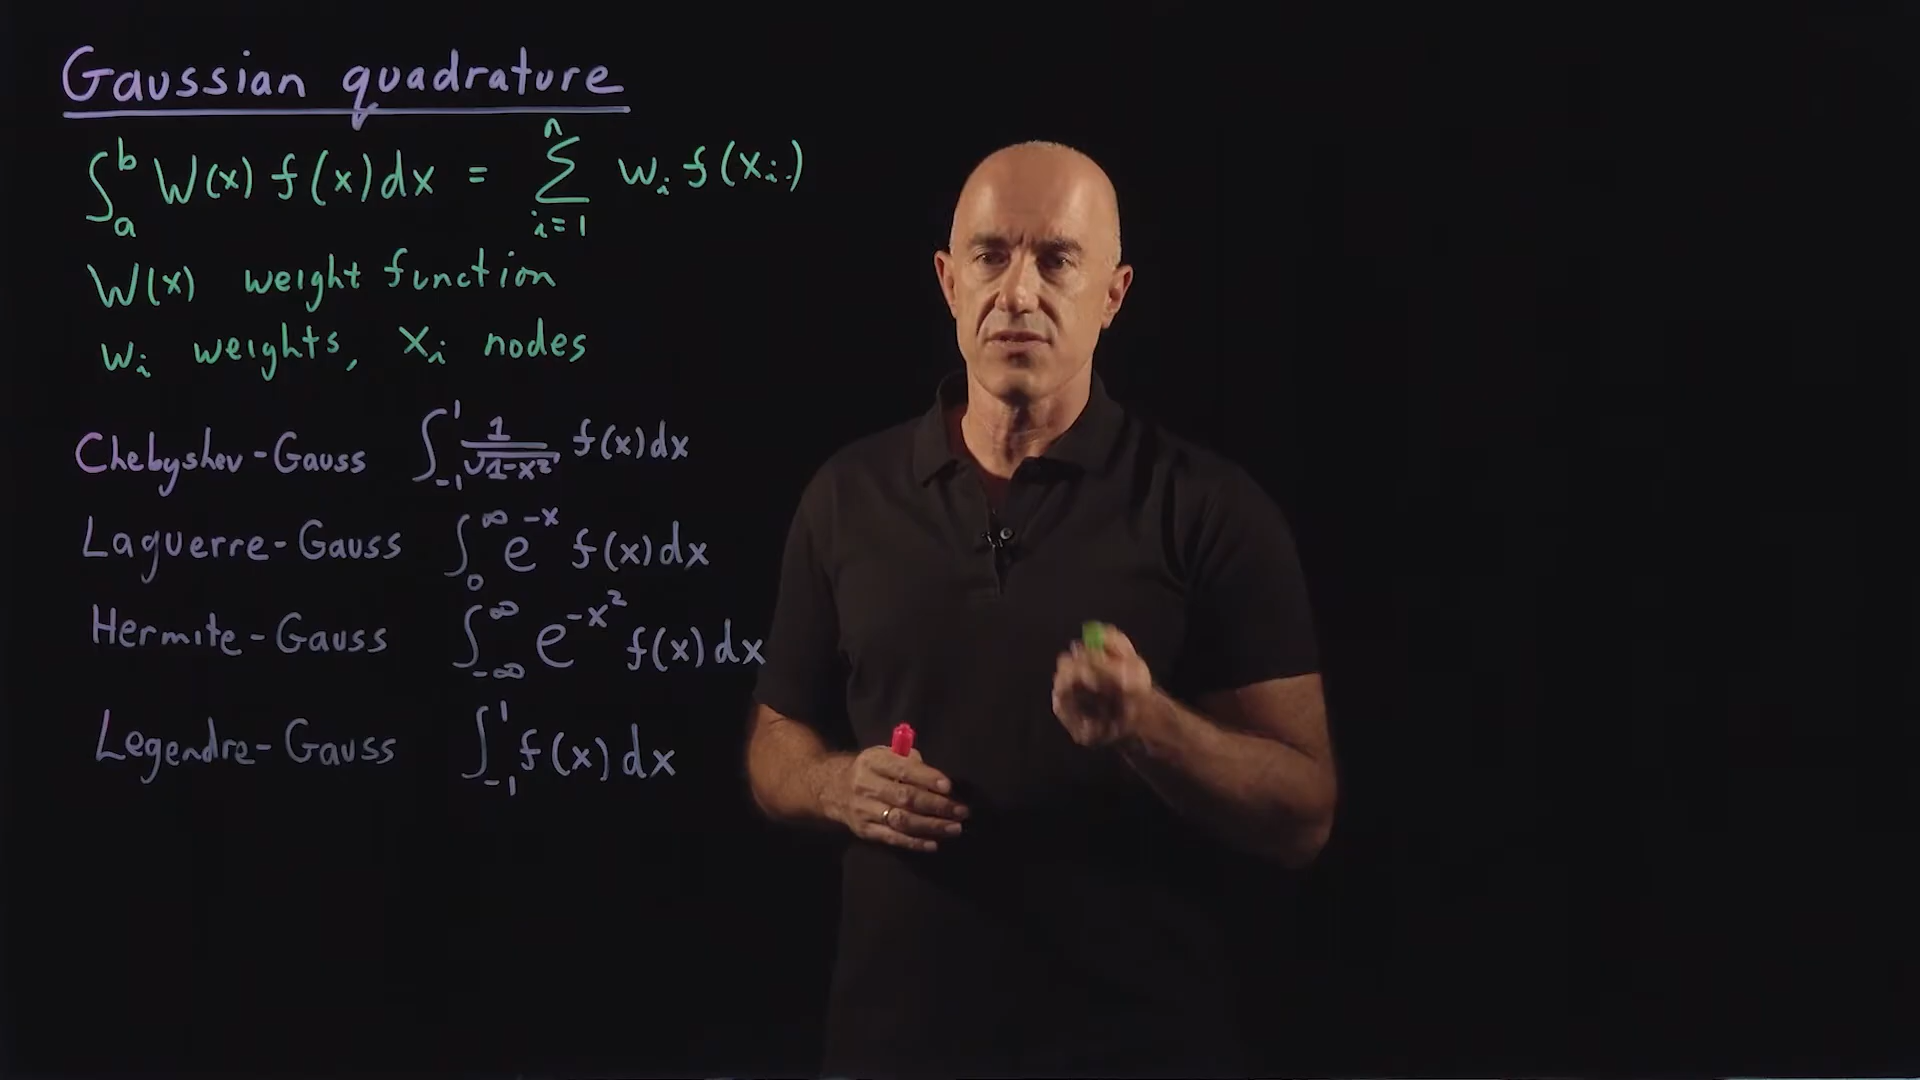 Gaussian quadrature
∫_a^b W(x) f(x) dx = Σ_{i=1}^n w_i f(x_i)
W(x) weight function
w_i weights, x_i nodes
Chebyshev-Gauss ∫_{-1}^1 1/√(1-x²) f(x) dx
Laguerre-Gauss ∫_0^∞ e^{-x} f(x) dx
Hermite-Gauss ∫_{-∞}^∞ e^{-x²} f(x) dx
Legendre-Gauss ∫_{-1}^1 f(x) dx